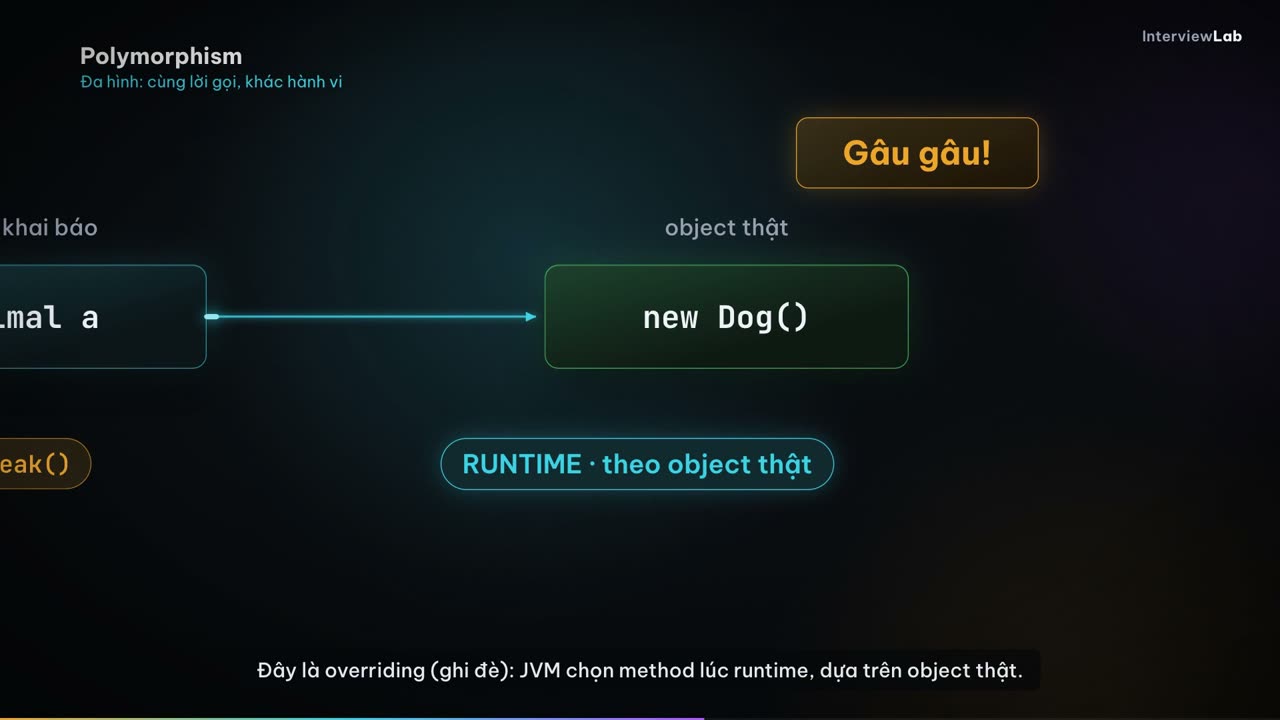 Polymorphism
Đa hình: cùng lời gọi, khác hành vi
InterviewLab
Gâu gâu!
khai báo
object thật
mal a
new Dog()
eak()
RUNTIME · theo object thật
Đây là overriding (ghi đè): JVM chọn method lúc runtime, dựa trên object thật.